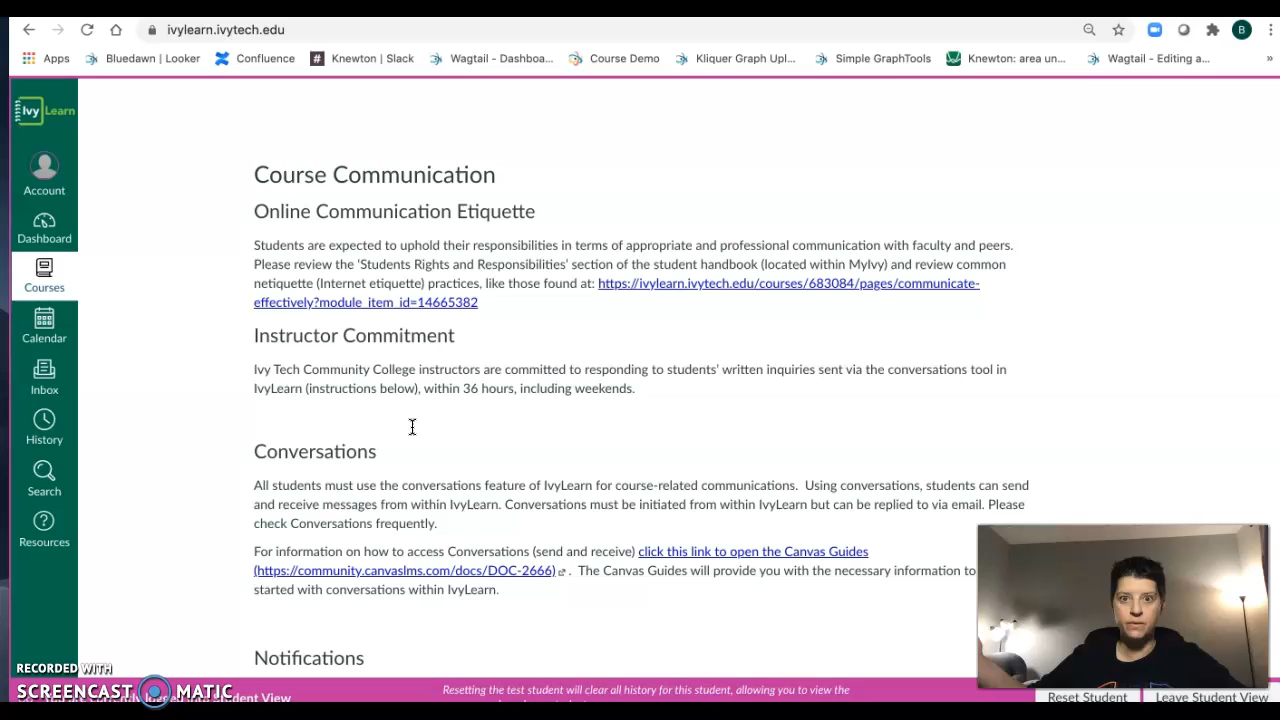 ivylearn.ivytech.edu
B
Apps Bluedawn | Looker Confluence # Knewton | Slack Wagtail - Dashboa... Course Demo Kliquer Graph Upl... Simple GraphTools Knewton: area un... Wagtail - Editing a... »
Ivy Learn
Account
Dashboard
Courses
Calendar
Inbox
History
Search
Resources
Course Communication
Online Communication Etiquette
Students are expected to uphold their responsibilities in terms of appropriate and professional communication with faculty and peers.
Please review the ‘Students Rights and Responsibilities’ section of the student handbook (located within MyIvy) and review common
netiquette (Internet etiquette) practices, like those found at: https://ivylearn.ivytech.edu/courses/683084/pages/communicate-
effectively?module_item_id=14665382
Instructor Commitment
Ivy Tech Community College instructors are committed to responding to students’ written inquiries sent via the conversations tool in
IvyLearn (instructions below), within 36 hours, including weekends.
Conversations
All students must use the conversations feature of IvyLearn for course-related communications. Using conversations, students can send
and receive messages from within IvyLearn. Conversations must be initiated from within IvyLearn but can be replied to via email. Please
check Conversations frequently.
For information on how to access Conversations (send and receive) click this link to open the Canvas Guides
(https://community.canvaslms.com/docs/DOC-2666) . The Canvas Guides will provide you with the necessary information to
started with conversations within IvyLearn.
Notifications
RECORDED WITH
SCREENCAST MATIC
Student View
Resetting the test student will clear all history for this student, allowing you to view the
Reset Student
Leave Student View